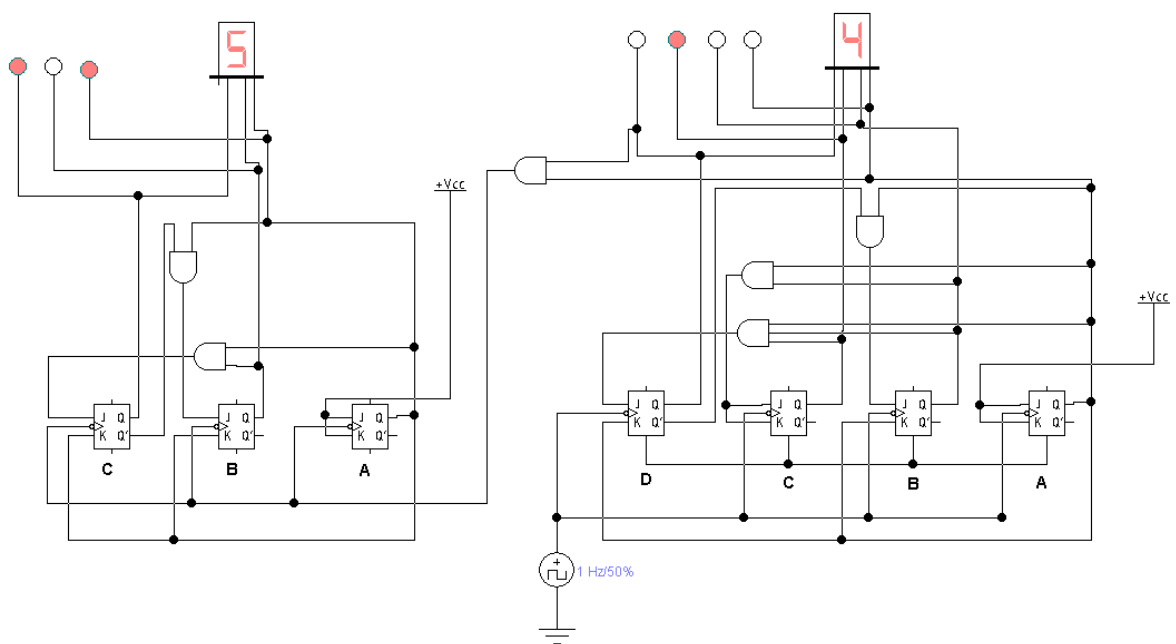 5
4
+Vcc
+Vcc
J Q
K Q'
J Q
K Q'
J Q
K Q'
J Q
K Q'
J Q
K Q'
J Q
K Q'
J Q
K Q'
C
B
A
D
C
B
A
1 Hz/50%